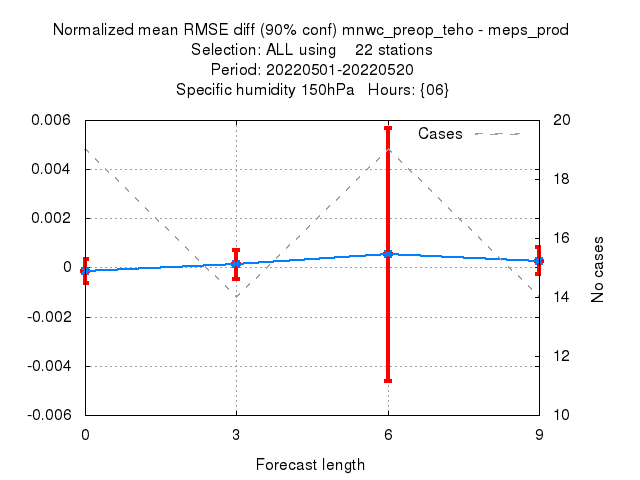 Normalized mean RMSE diff (90% conf) mnwc_preop_teho - meps_prod
Selection: ALL using    22 stations
Period: 20220501-20220520
Specific humidity 150hPa   Hours: {06}
Cases
0.006
0.004
0.002
0
-0.002
-0.004
-0.006
20
18
16
14
12
10
No cases
0 3 6 9
Forecast length